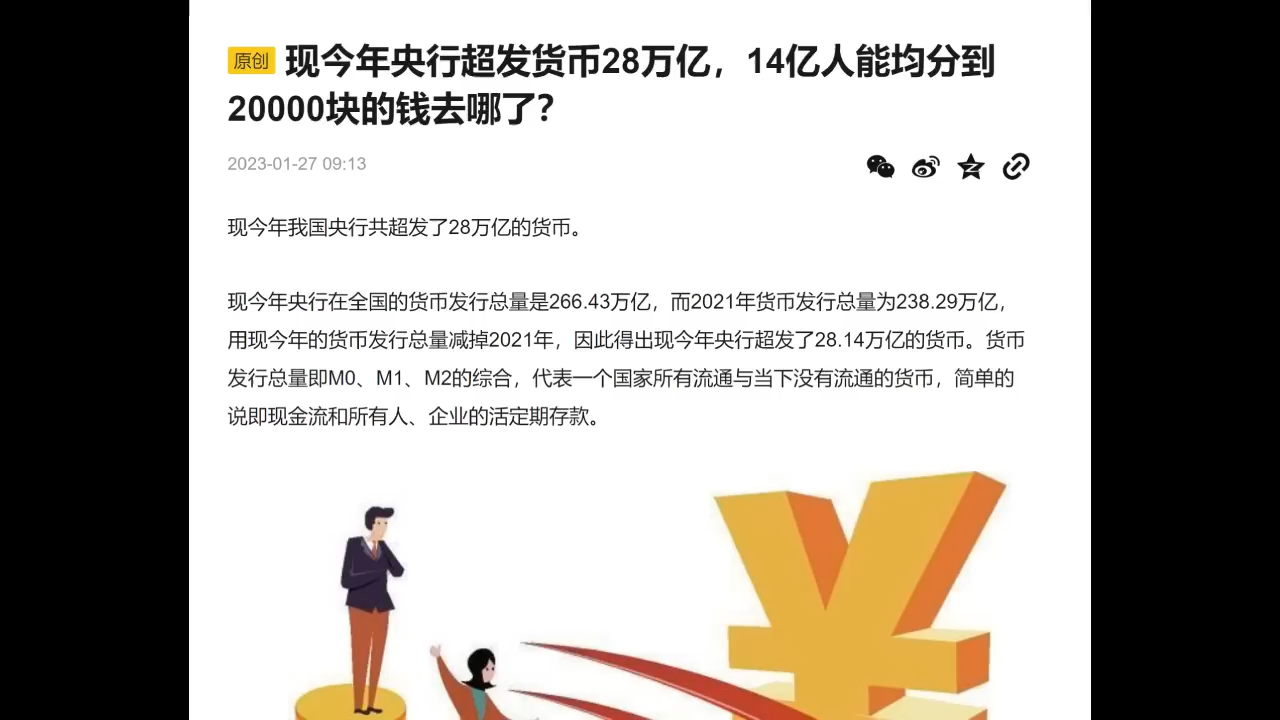 原创 现今年央行超发货币28万亿，14亿人能均分到
20000块的钱去哪了？
2023-01-27 09:13
现今年我国央行共超发了28万亿的货币。
现今年央行在全国的货币发行总量是266.43万亿，而2021年货币发行总量为238.29万亿，
用现今年的货币发行总量减掉2021年，因此得出现今年央行超发了28.14万亿的货币。货币
发行总量即M0、M1、M2的综合，代表一个国家所有流通与当下没有流通的货币，简单的
说即现金流和所有人、企业的活定期存款。